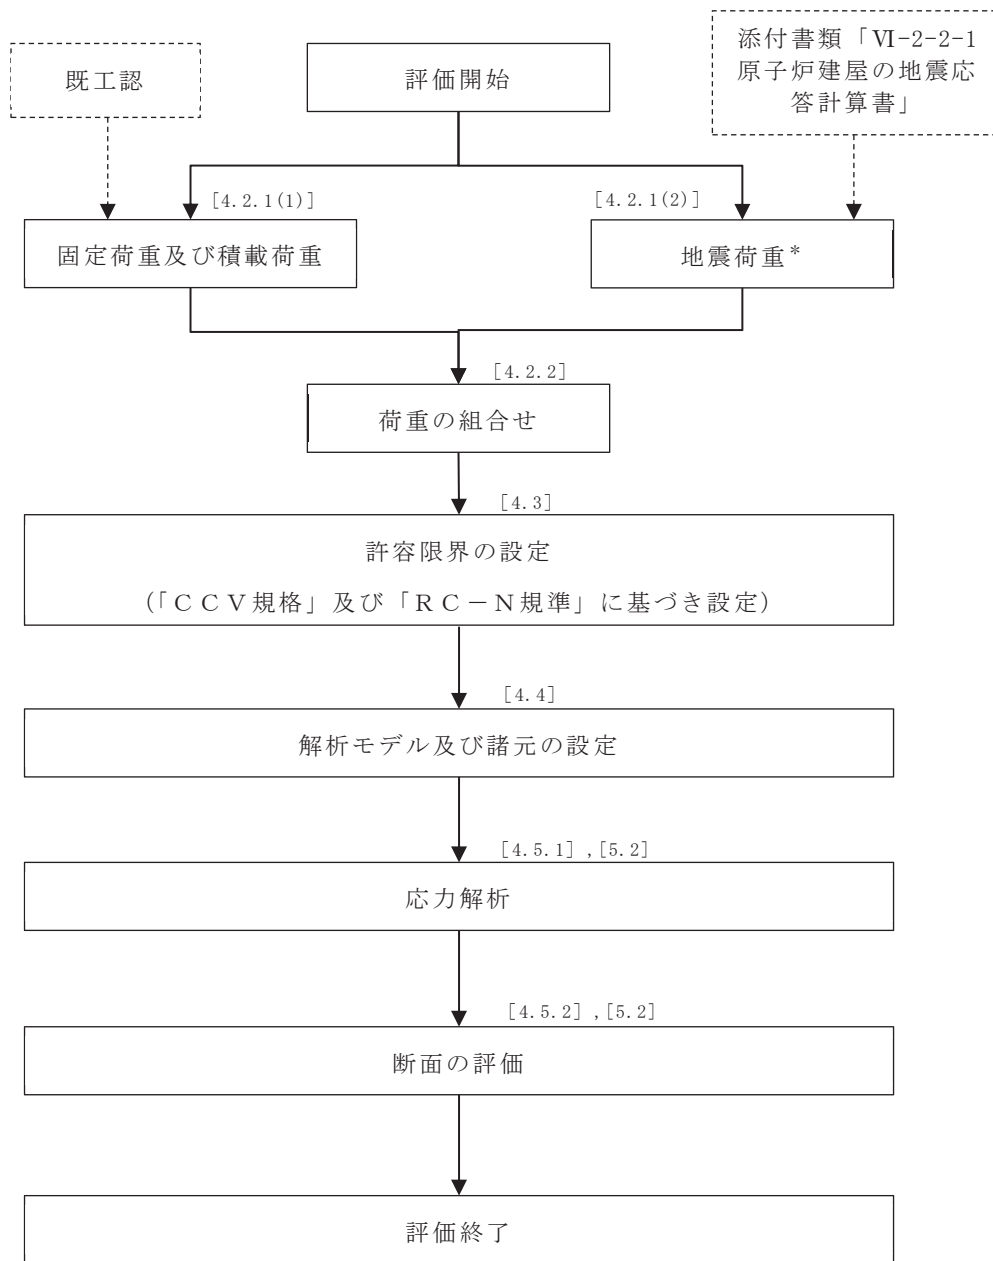 既工認
評価開始
添付書類「Ⅵ-2-2-1
原子炉建屋の地震応
答計算書」
[4.2.1(1)]
[4.2.1(2)]
固定荷重及び積載荷重
地震荷重*
[4.2.2]
荷重の組合せ
[4.3]
許容限界の設定
(「ＣＣＶ規格」及び「ＲＣ－Ｎ規準」に基づき設定)
[4.4]
解析モデル及び諸元の設定
[4.5.1] ,[5.2]
応力解析
[4.5.2] ,[5.2]
断面の評価
評価終了